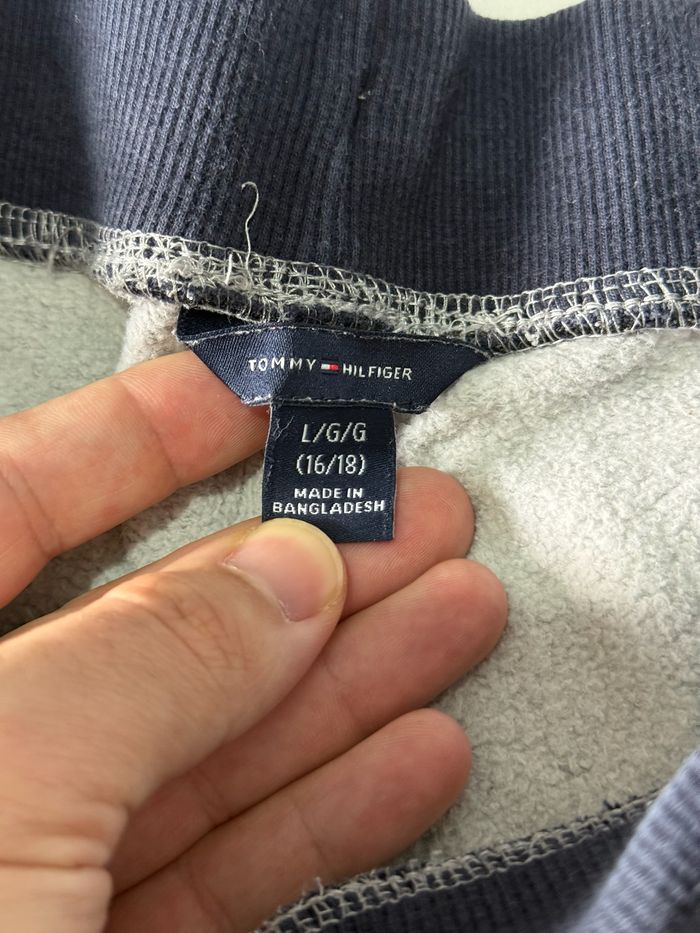 TOMMY HILFIGER
L/G/G
(16/18)
MADE IN
BANGLADESH